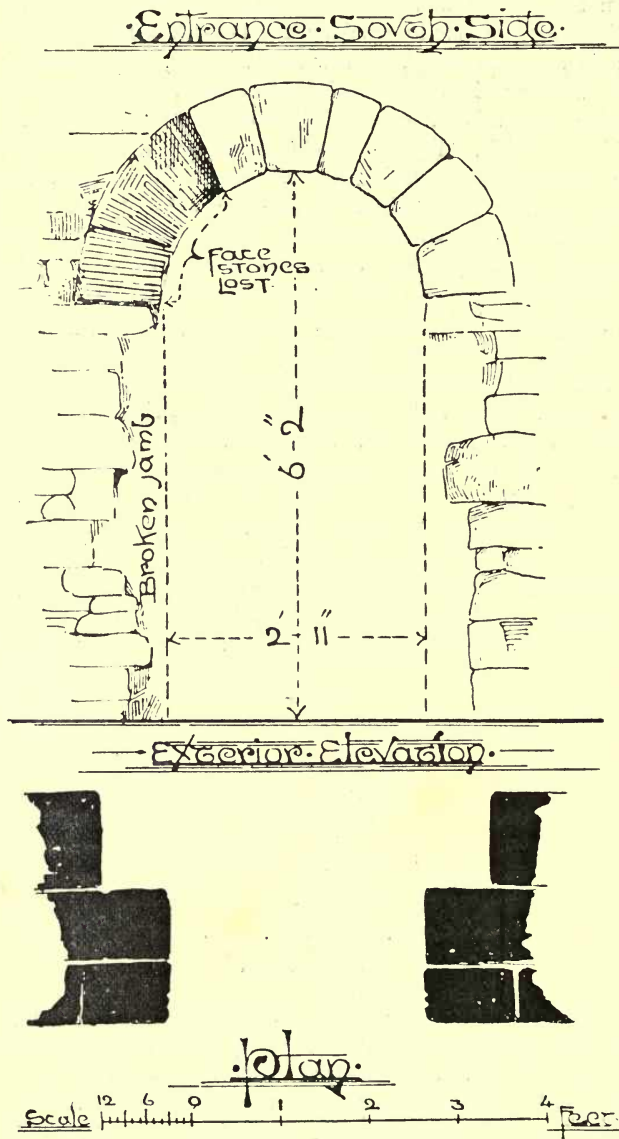 ·Entrance·South·Side·
Face
Stones
Lost
6' 2"
Broken jamb
2' 11"
Exterior·Elevation·
·Plan·
Scale 12 6 0 1 2 3 4 Feet·